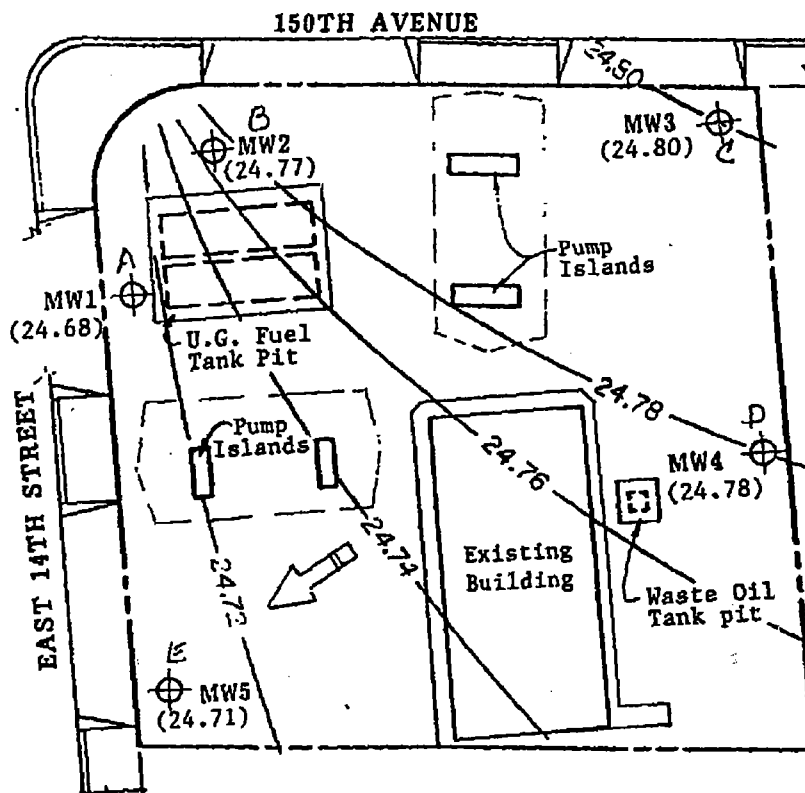 150TH AVENUE
24.80
B
MW2
(24.77)
MW3
(24.80)
C
A
MW1
(24.68)
Pump
Islands
U.G. Fuel
Tank Pit
24.78
Pump
Islands
D
MW4
(24.78)
24.76
EAST 14TH STREET
24.74
24.72
Existing
Building
Waste Oil
Tank pit
E
MW5
(24.71)